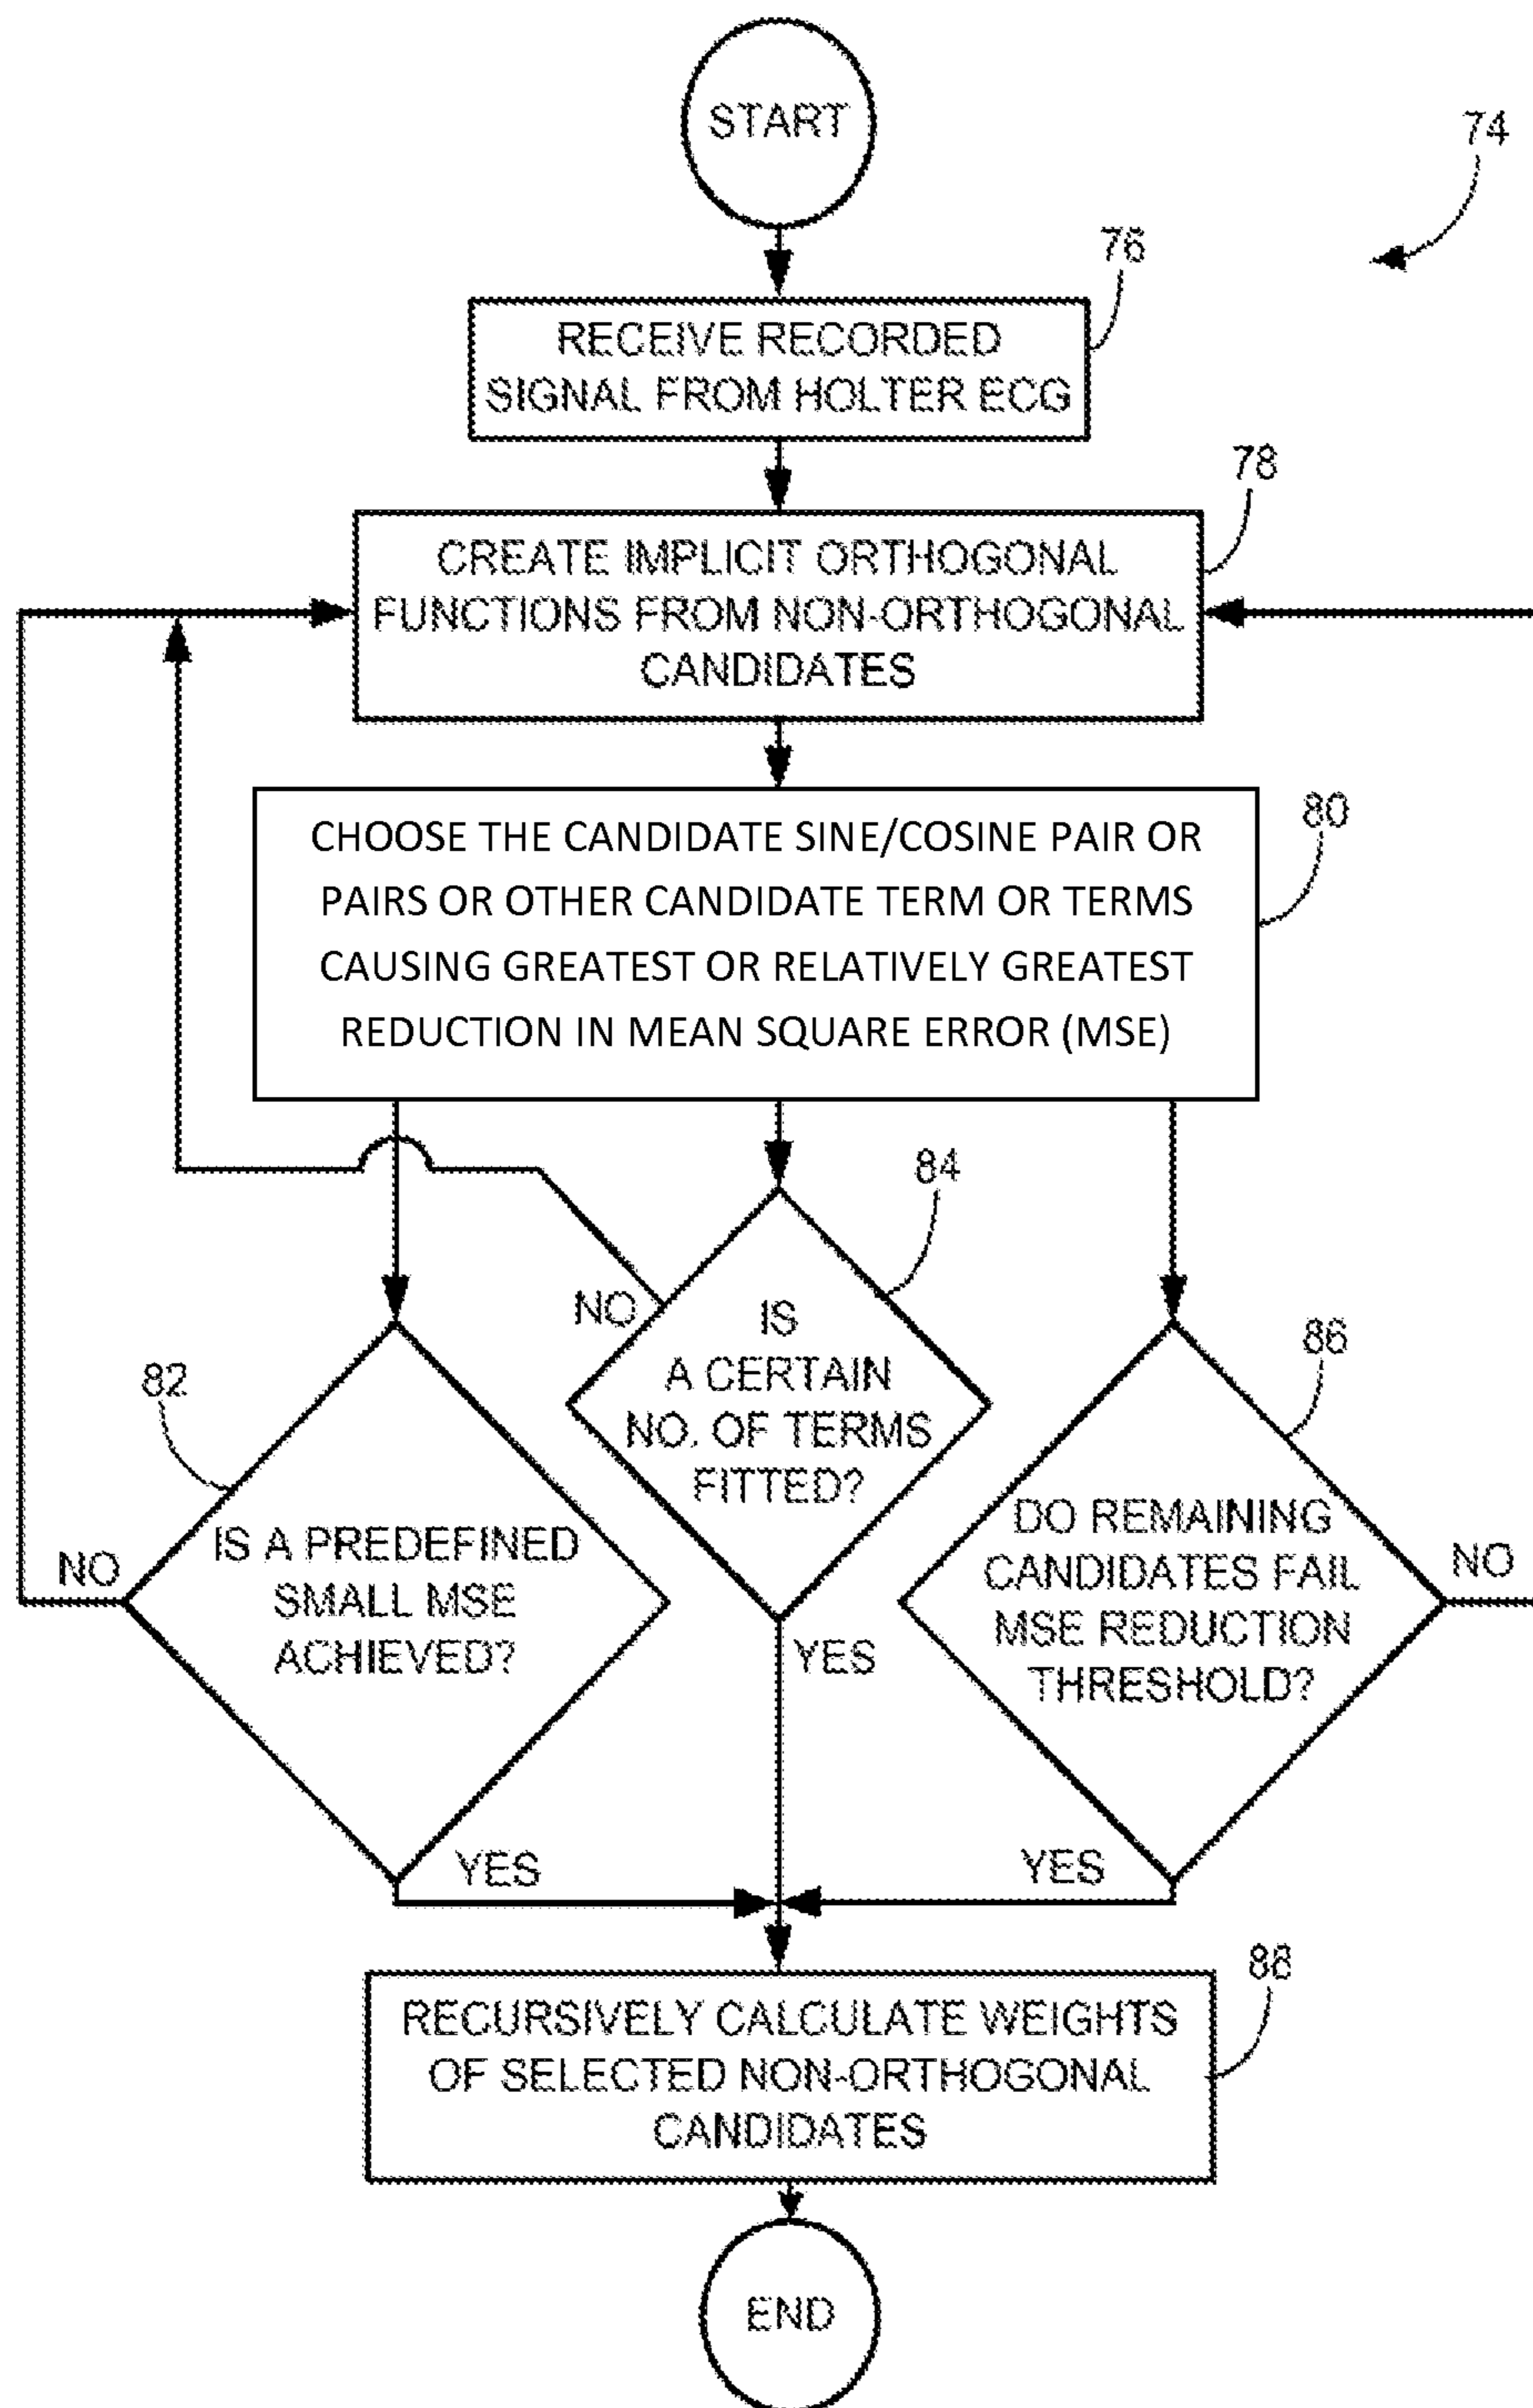 START
74
76
RECEIVE RECORDED
SIGNAL FROM HOLTER ECG
78
CREATE IMPLICIT ORTHOGONAL
FUNCTIONS FROM NON-ORTHOGONAL
CANDIDATES
80
CHOOSE THE CANDIDATE SINE/COSINE PAIR OR
PAIRS OR OTHER CANDIDATE TERM OR TERMS
CAUSING GREATEST OR RELATIVELY GREATEST
REDUCTION IN MEAN SQUARE ERROR (MSE)
82
NO
IS A PREDEFINED
SMALL MSE
ACHIEVED?
YES
84
NO
IS
A CERTAIN
NO. OF TERMS
FITTED?
YES
86
DO REMAINING
CANDIDATES FAIL
MSE REDUCTION
THRESHOLD?
NO
YES
88
RECURSIVELY CALCULATE WEIGHTS
OF SELECTED NON-ORTHOGONAL
CANDIDATES
END